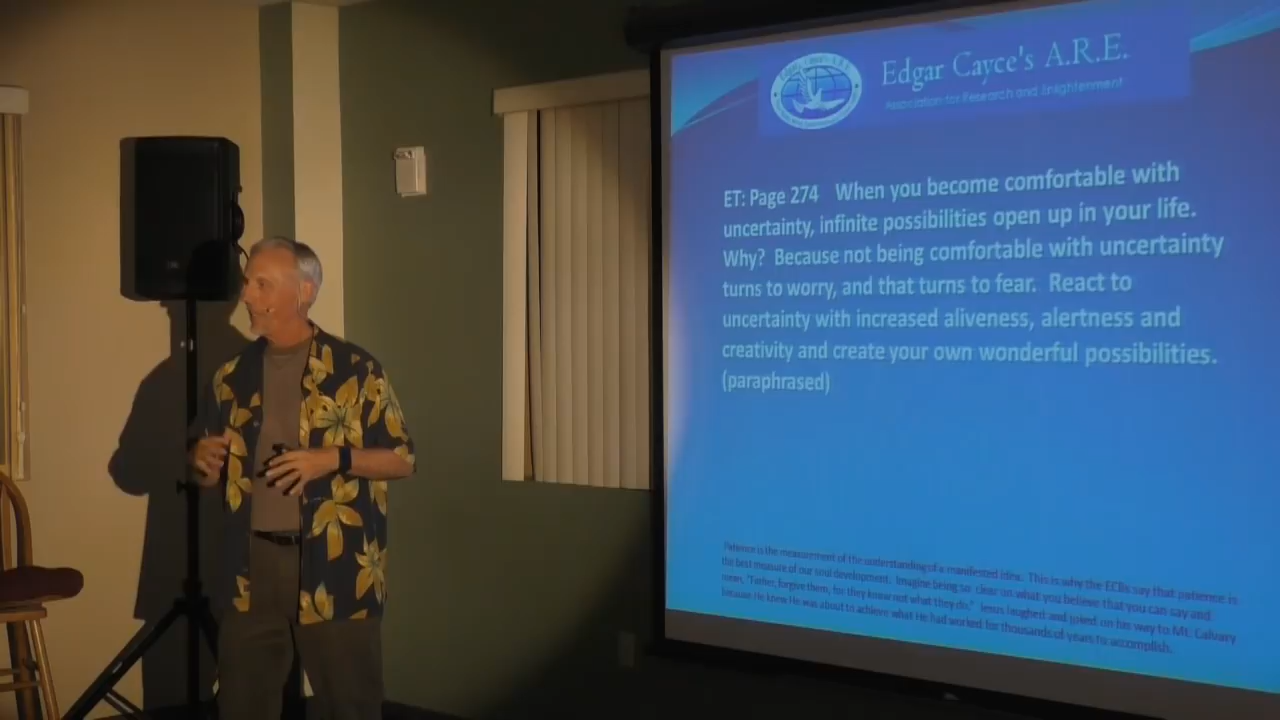 Edgar Cayce's A.R.E.
Association for Research and Enlightenment
ET: Page 274 When you become comfortable with
uncertainty, infinite possibilities open up in your life.
Why? Because not being comfortable with uncertainty
turns to worry, and that turns to fear. React to
uncertainty with increased aliveness, alertness and
creativity and create your own wonderful possibilities.
(paraphrased)
Patience is the measurement of the understanding of a manifested idea. This is why the ECRs say that patience is
the best measure of our soul development. Imagine being so clear on what you believe that you can say and
mean, "Father, forgive them, for they know not what they do." Jesus laughed and joked on his way to Mt. Calvary
because He knew He was about to achieve what He had worked for thousands of years to accomplish.